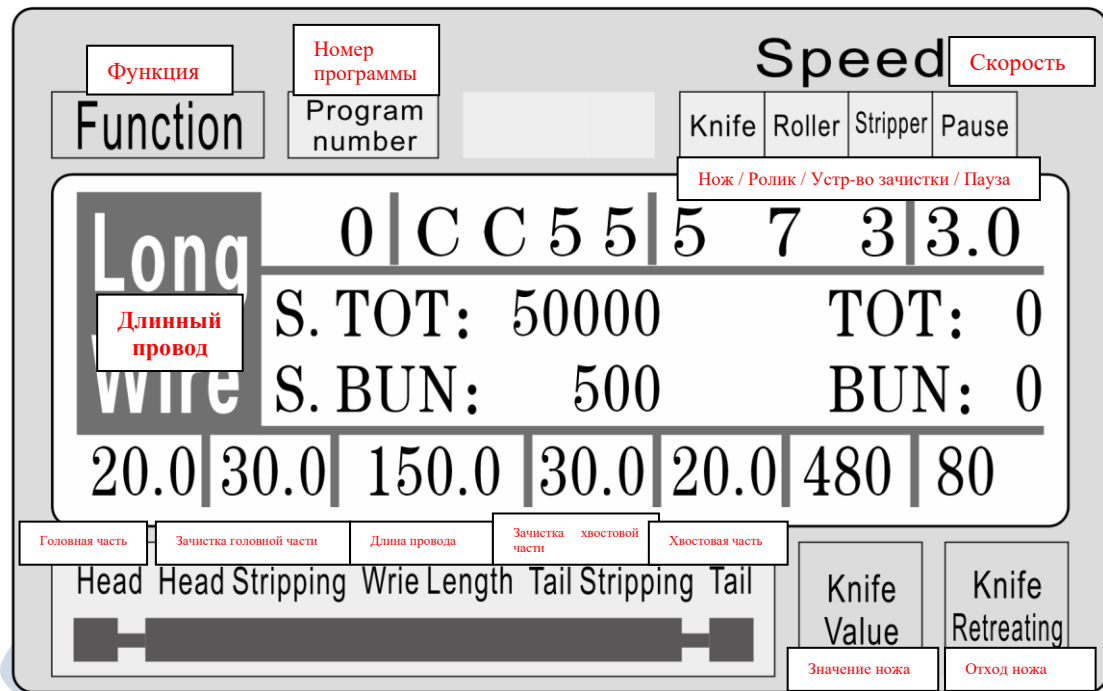 Speed
Скорость
Функция
Номер
программы
Function
Program
number
Knife Roller Stripper Pause
Нож / Ролик / Устр-во зачистки / Пауза
Long
Wire
Длинный
провод
0 C C 5 5 5 7 3 3.0
S. TOT: 50000 TOT: 0
S. BUN: 500 BUN: 0
20.0 30.0 150.0 30.0 20.0 480 80
Головная часть
Зачистка головной части
Длина провода
Зачистка хвостовой
части
Хвостовая часть
Head Head Stripping Wrie Length Tail Stripping Tail
Knife
Value
Knife
Retreating
Значение ножа
Отход ножа